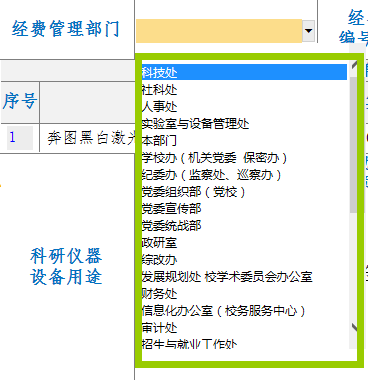 经费管理部门
经
编号
科技处
社科处
人事处
实验室与设备管理处
本部门
学校办（机关党委 保密办）
纪委办（监察处、巡察办）
党委组织部（党校）
党委宣传部
党委统战部
政研室
综改办
发展规划处 校学术委员会办公室
财务处
信息化办公室（校务服务中心）
审计处
招生与就业工作处
序号
1 奔图黑白激光
科研仪器
设备用途